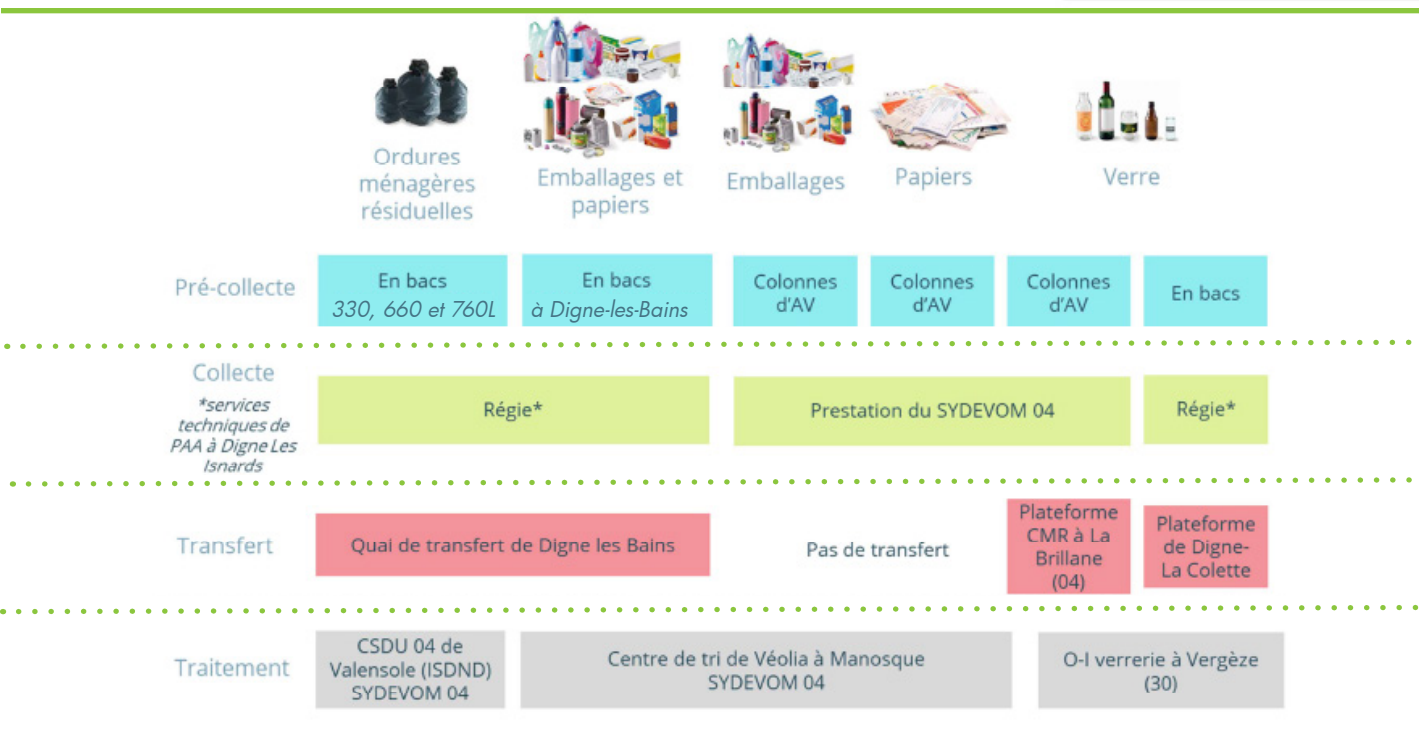 Ordures
ménagères
résiduelles
Emballages et
papiers
Emballages
Papiers
Verre
Pré-collecte
En bacs
330, 660 et 760L
En bacs
à Digne-les-Bains
Colonnes
d'AV
Colonnes
d'AV
Colonnes
d'AV
En bacs
Collecte
*services
techniques de
PAA à Digne Les
Isnards
Régie*
Prestation du SYDEVOM 04
Régie*
Transfert
Quai de transfert de Digne les Bains
Pas de transfert
Plateforme
CMR à La
Brillane
(04)
Plateforme
de Digne-
La Colette
Traitement
CSDU 04 de
Valensole (ISDND)
SYDEVOM 04
Centre de tri de Véolia à Manosque
SYDEVOM 04
O-I verrerie à Vergèze
(30)